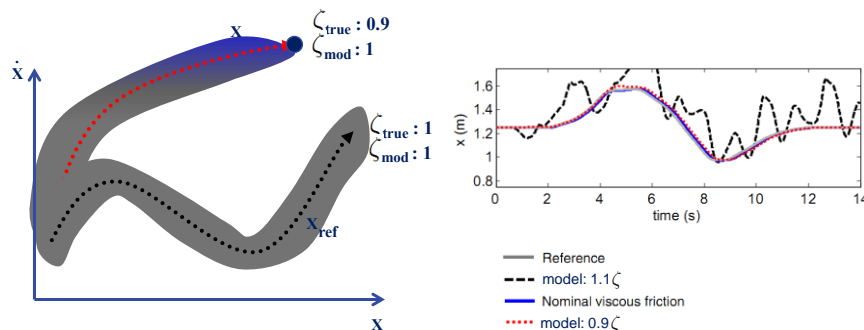 X
ζtrue : 0.9
ζmod : 1
Ẋ
ζtrue : 1
ζmod : 1
Xref
X
x (m)
1.6
1.4
1.2
1
0.8
0 2 4 6 8 10 12 14
time (s)
Reference
model: 1.1ζ
Nominal viscous friction
model: 0.9ζ